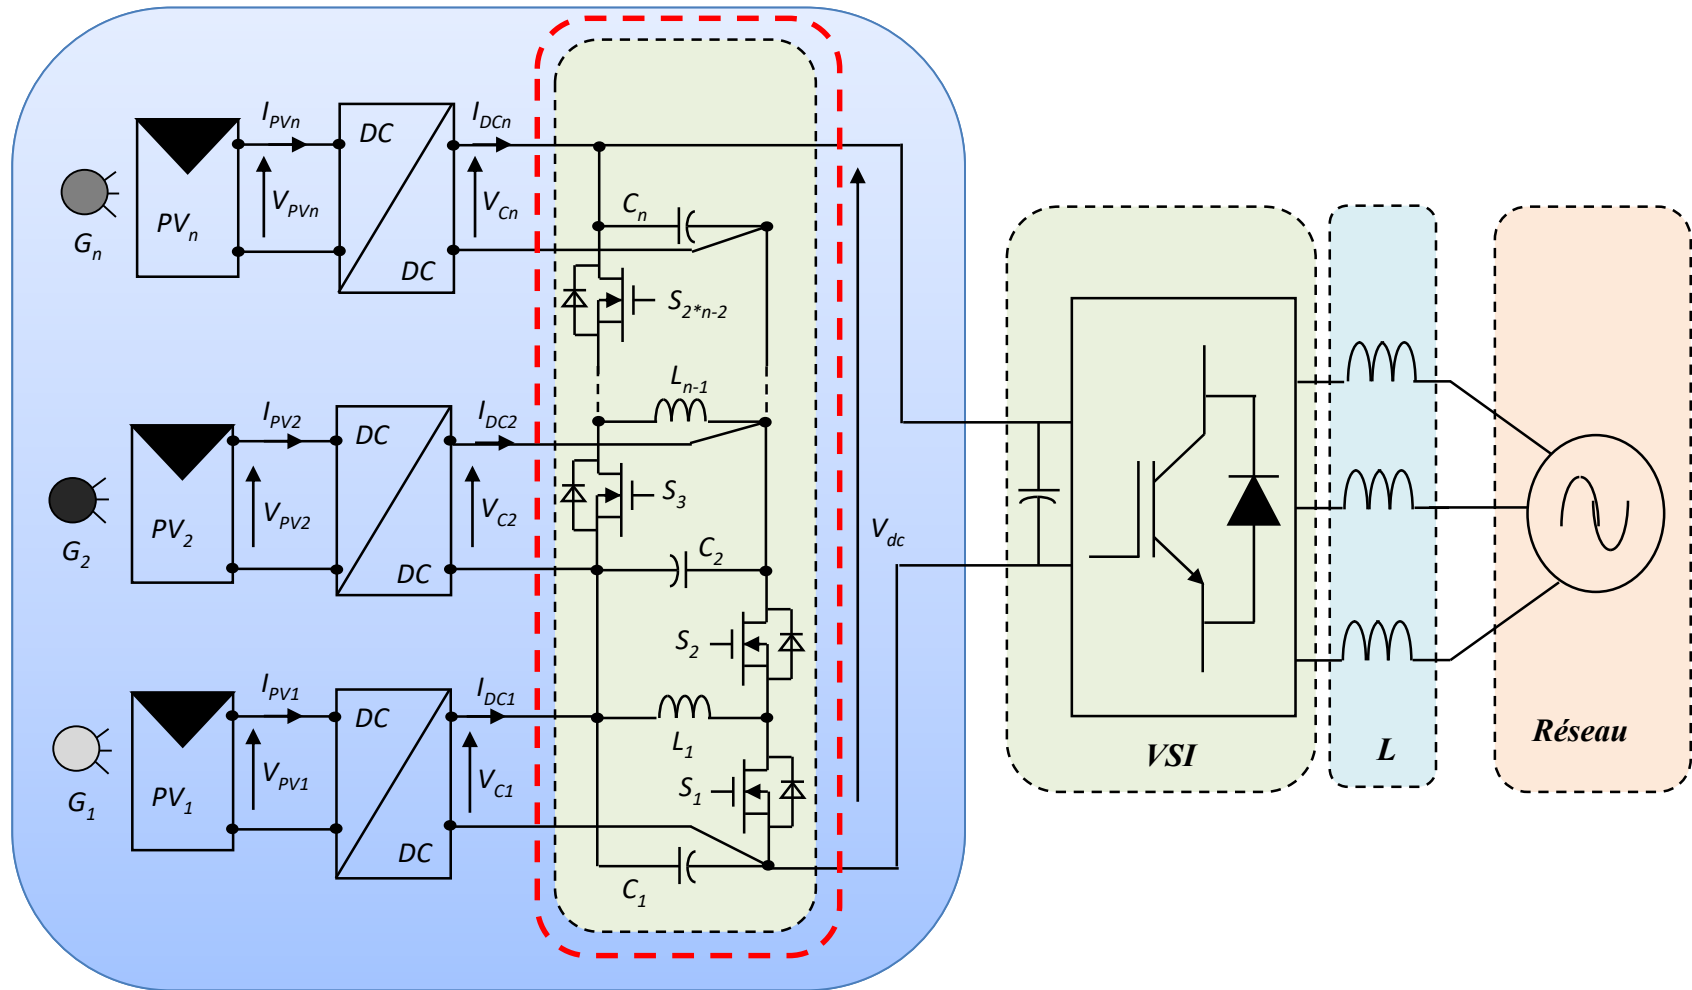 I_PVn
I_DCn
DC
V_PVn
V_Cn
C_n
PV_n
G_n
DC
S_2*n-2
L_n-1
I_PV2
I_DC2
DC
V_PV2
V_C2
S_3
PV_2
G_2
V_dc
C_2
DC
S_2
I_PV1
I_DC1
DC
L_1
V_PV1
V_C1
S_1
PV_1
G_1
DC
C_1
VSI
L
Réseau